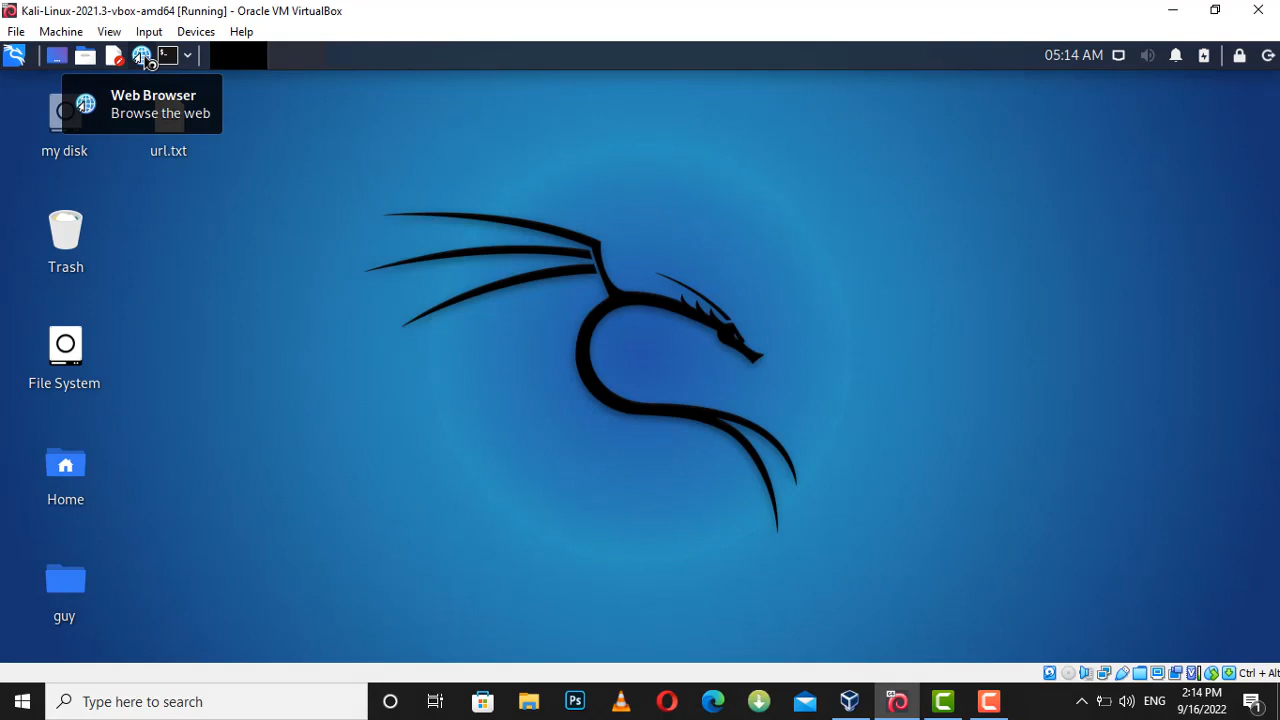 Kali-Linux-2021.3-vbox-amd64 [Running] - Oracle VM VirtualBox
File Machine View Input Devices Help
05:14 AM
Web Browser
Browse the web
my disk
url.txt
Trash
File System
Home
guy
Ctrl + Alt
Type here to search
Ps
ENG
2:14 PM
9/16/2022
1